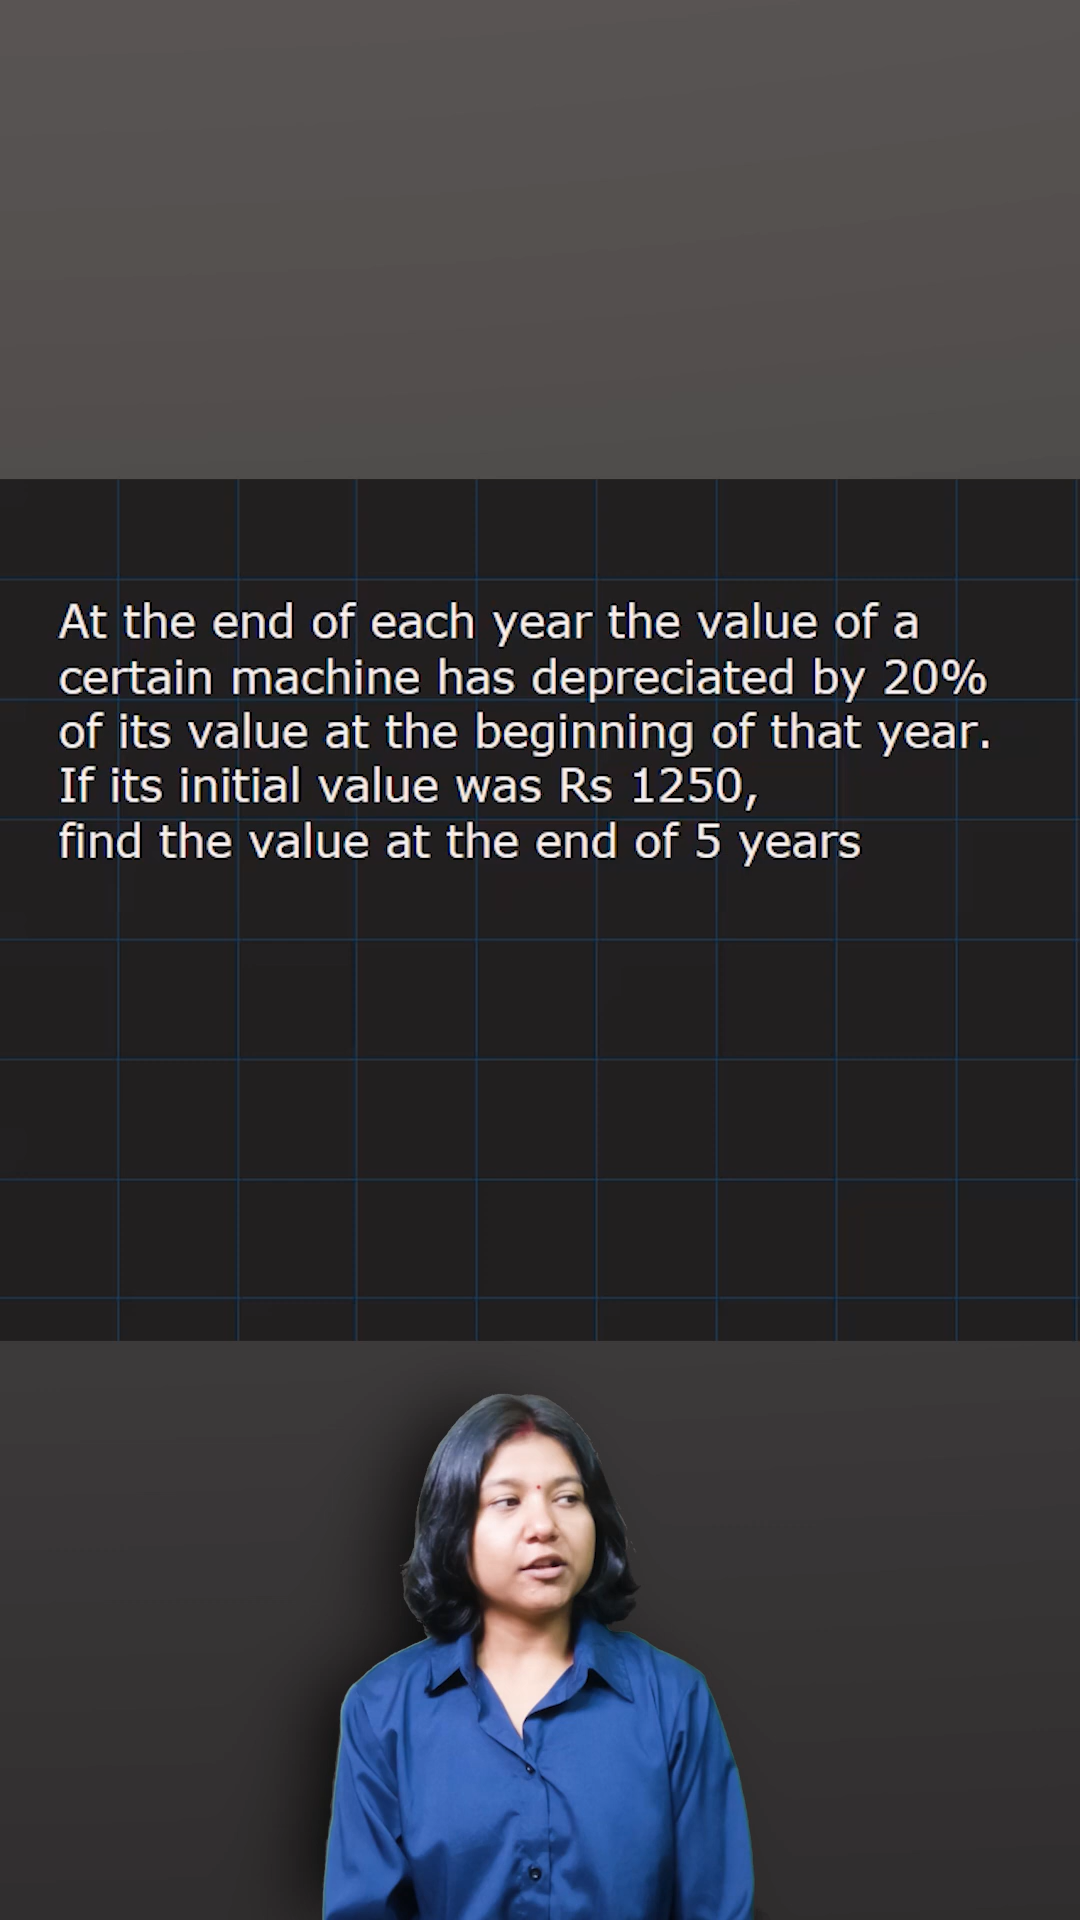 At the end of each year the value of a
certain machine has depreciated by 20%
of its value at the beginning of that year.
If its initial value was Rs 1250,
find the value at the end of 5 years